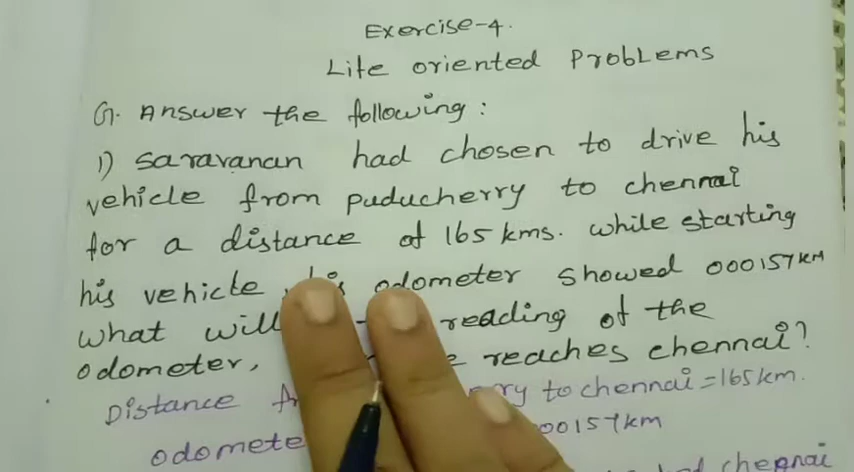 Exercise-4.
Life oriented Problems
G. Answer the following:
1) Saravanan had chosen to drive his
vehicle from puducherry to chennai
for a distance of 165 kms. while starting
his vehicle odometer showed 000157KM
what will reading of the
odometer, reaches chennai?
Distance to chennai = 165 km.
157km
chennai